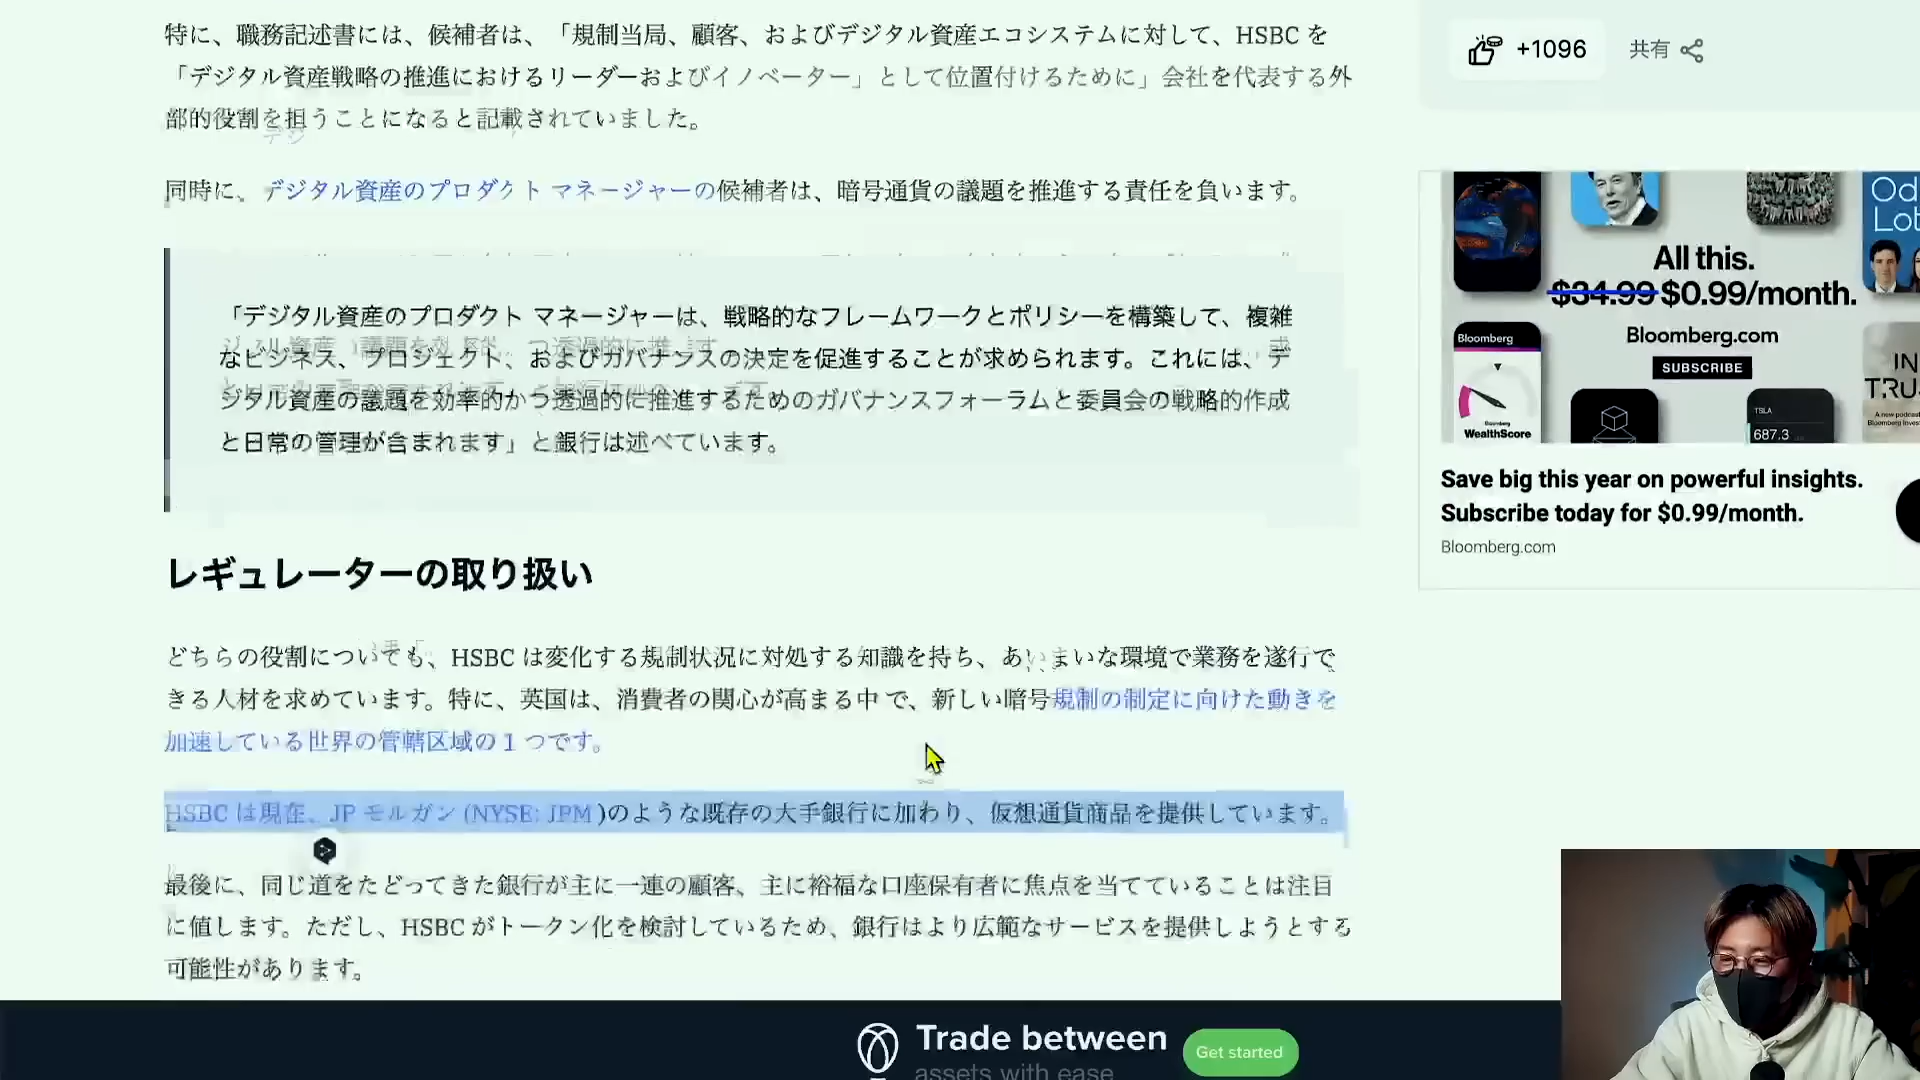 特に、職務記述書には、候補者は、「規制当局、顧客、およびデジタル資産エコシステムに対して、HSBC を
「デジタル資産戦略の推進におけるリーダーおよびイノベーター」として位置付けるために」会社を代表する外
部的役割を担うことになると記載されていました。
同時に、デジタル資産のプロダクト マネージャーの候補者は、暗号通貨の議題を推進する責任を負います。
「デジタル資産のプロダクト マネージャーは、戦略的なフレームワークとポリシーを構築して、複雑
なビジネス、プロジェクト、およびガバナンスの決定を促進することが求められます。これには、デ
ジタル資産の議題を効率的かつ透過的に推進するためのガバナンスフォーラムと委員会の戦略的作成
と日常の管理が含まれます」と銀行は述べています。
レギュレーターの取り扱い
どちらの役割についても、HSBC は変化する規制状況に対処する知識を持ち、あいまいな環境で業務を遂行で
きる人材を求めています。特に、英国は、消費者の関心が高まる中 で、新しい暗号規制の制定に向けた動きを
加速している世界の管轄区域の 1 つです。
HSBC は現在、JP モルガン (NYSE: JPM )のような既存の大手銀行に加わり、仮想通貨商品を提供しています。
最後に、同じ道をたどってきた銀行が主に一連の顧客、主に裕福な口座保有者に焦点を当てていることは注目
に値します。ただし、HSBC がトークン化を検討しているため、銀行はより広範なサービスを提供しようとする
可能性があります。
+1096
共有
Od
Lot
All this.
$34.99 $0.99/month.
Bloomberg.com
SUBSCRIBE
Bloomberg
WealthScore
TSLA
687.3
IN
TRU
Save big this year on powerful insights.
Subscribe today for $0.99/month.
Bloomberg.com
Trade between
assets with ease
Get started